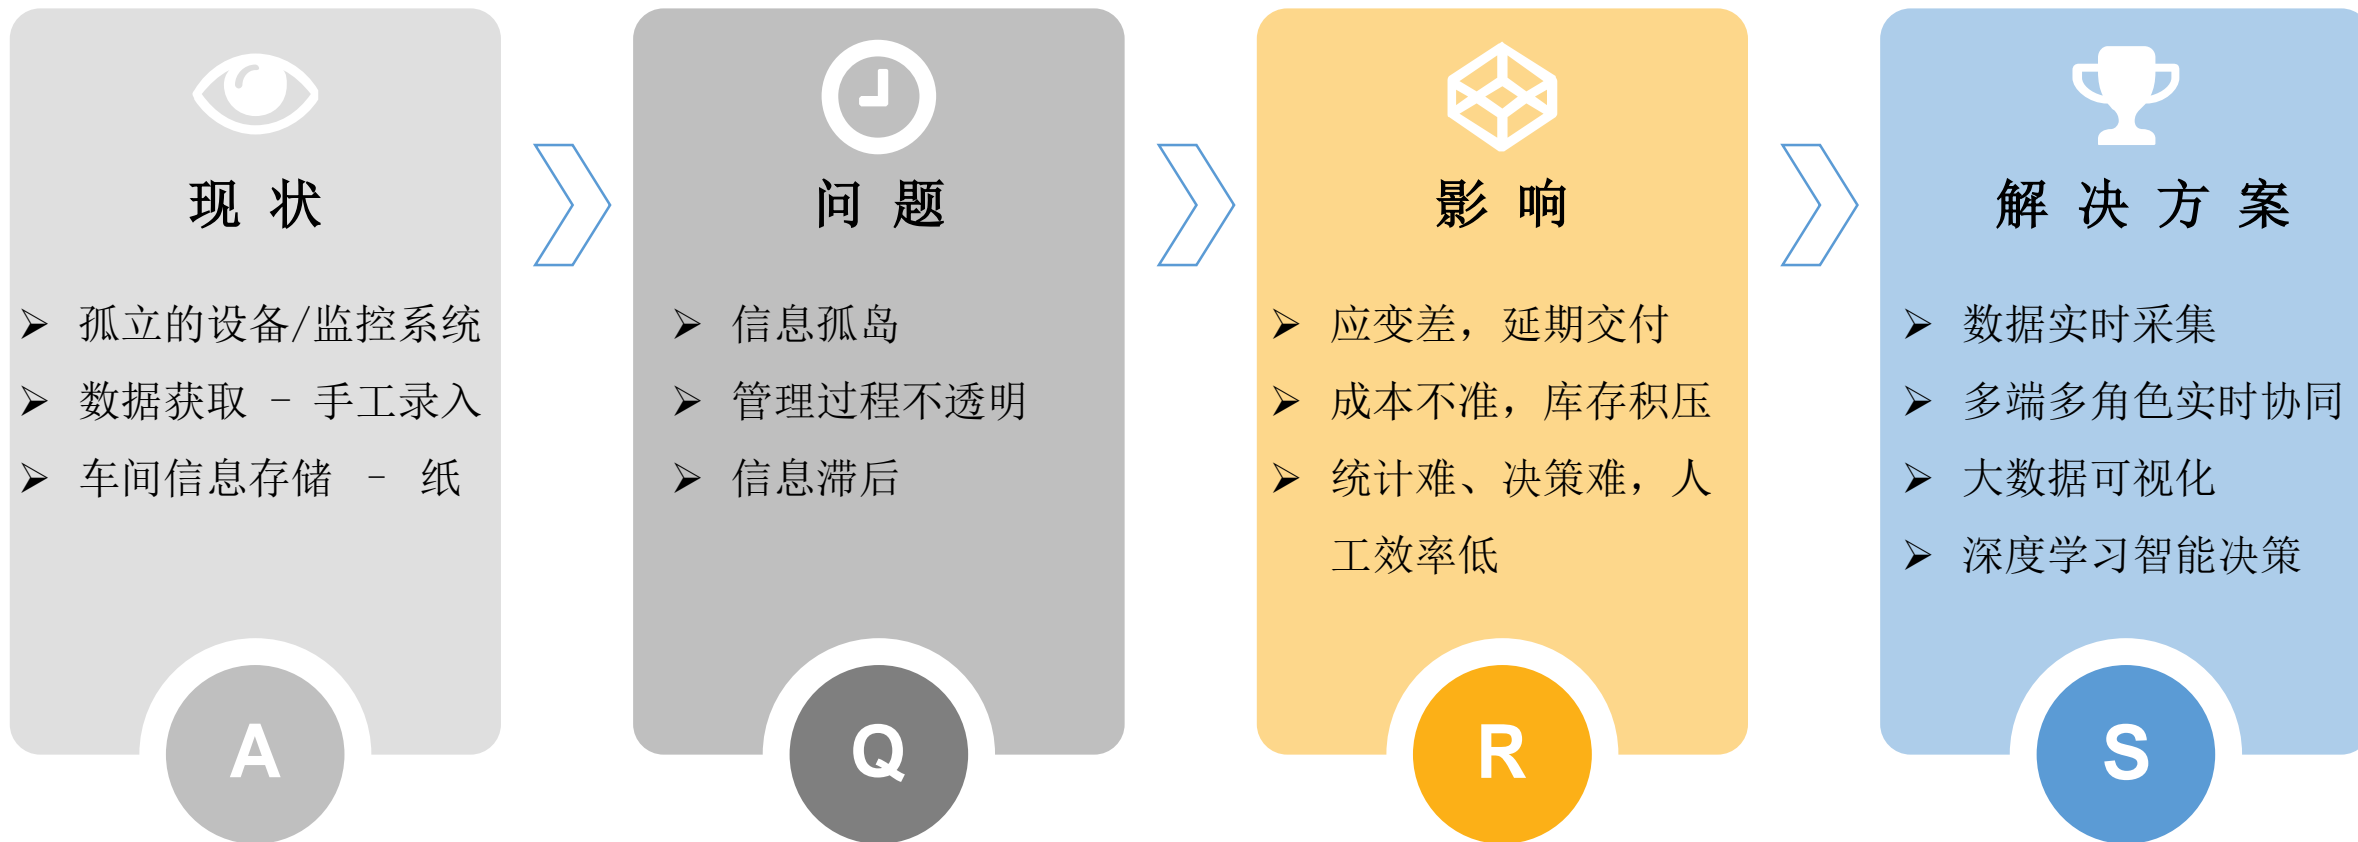 现 状
➢ 孤立的设备/监控系统
➢ 数据获取 - 手工录入
➢ 车间信息存储 - 纸
A
问 题
➢ 信息孤岛
➢ 管理过程不透明
➢ 信息滞后
Q
影 响
➢ 应变差，延期交付
➢ 成本不准，库存积压
➢ 统计难、决策难，人
工效率低
R
解 决 方 案
➢ 数据实时采集
➢ 多端多角色实时协同
➢ 大数据可视化
➢ 深度学习智能决策
S